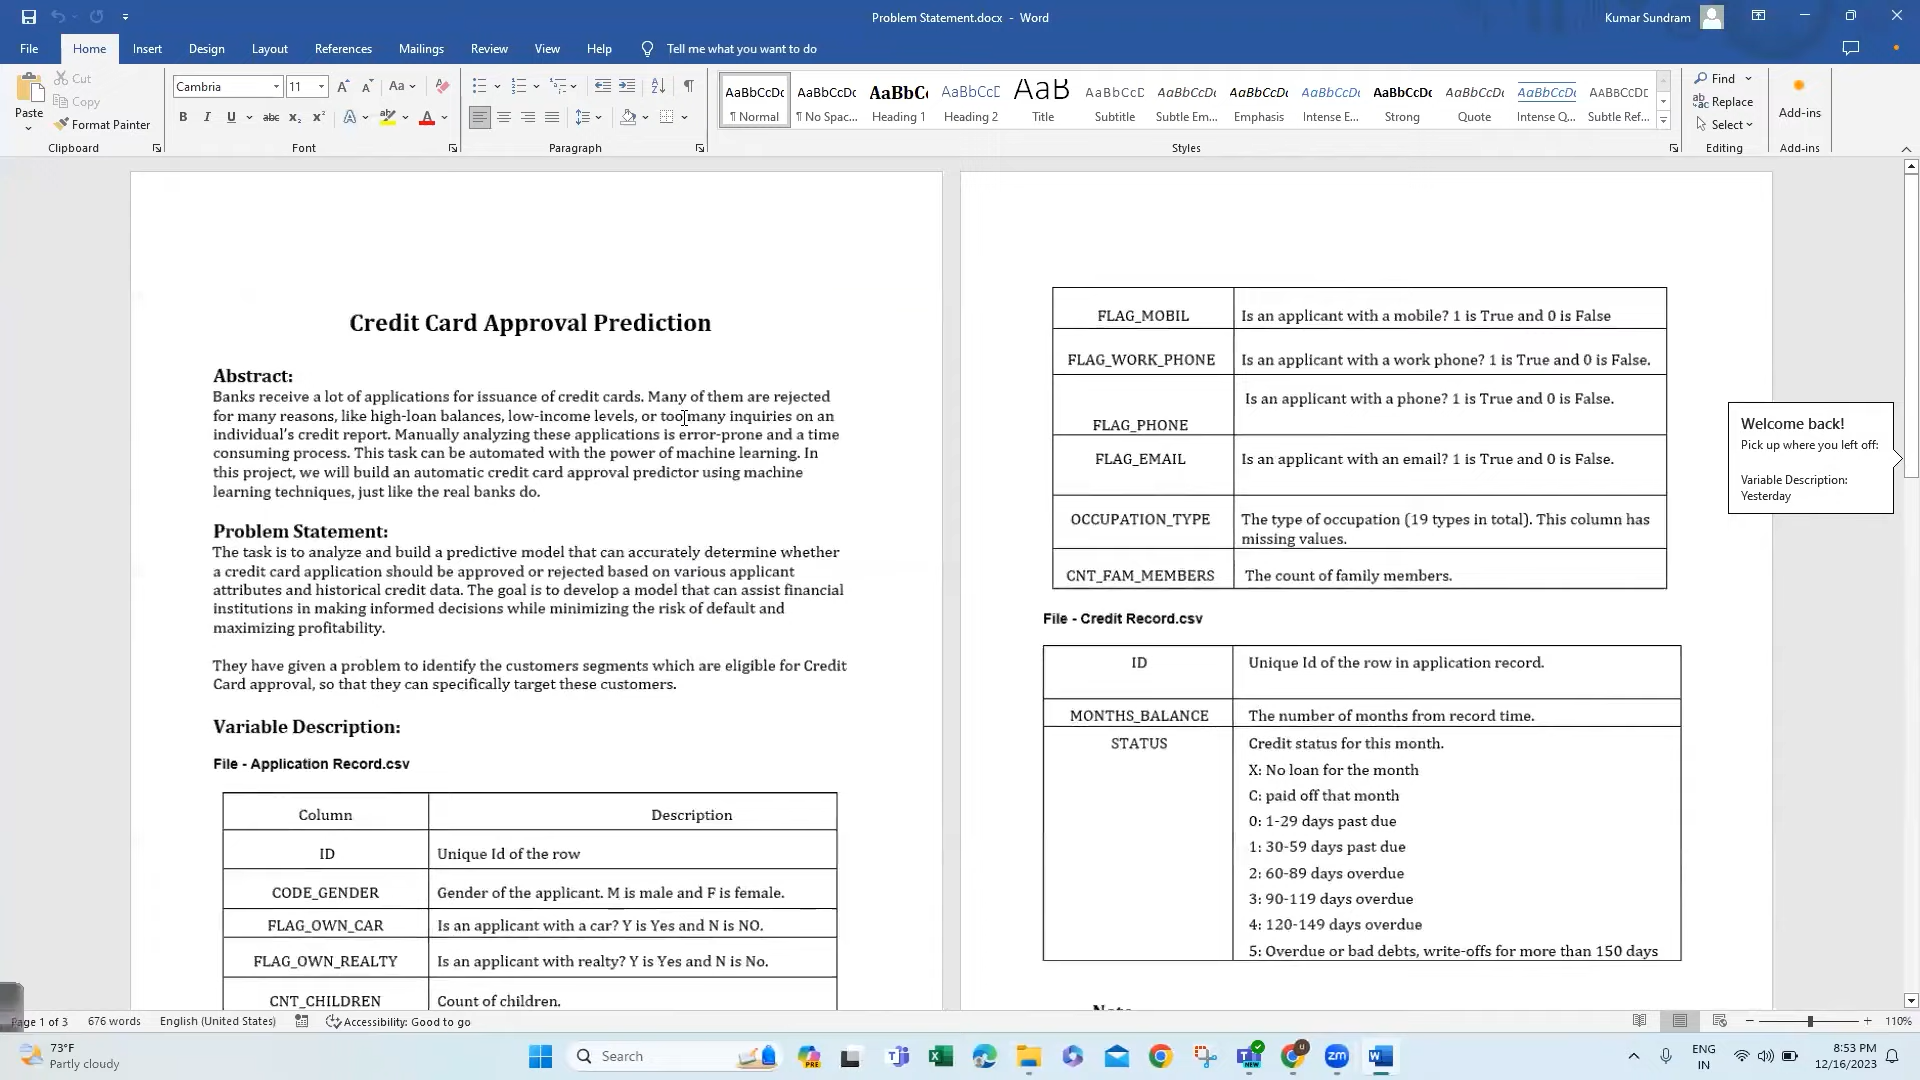 Problem Statement.docx - Word
Kumar Sundram
File Home Insert Design Layout References Mailings Review View Help Tell me what you want to do
Cut
Copy
Format Painter
Paste
Clipboard
Cambria 11
Font
Paragraph
AaBbCcDc AaBbCcDc AaBbC AaBbCcC AaB AaBbCcD AaBbCcDc AaBbCcDc AaBbCcDc AaBbCcDc AaBbCcDc AaBbCcDc AaBbCcDc
¶ Normal ¶ No Spac... Heading 1 Heading 2 Title Subtitle Subtle Em... Emphasis Intense E... Strong Quote Intense Q... Subtle Ref...
Styles
Find
Replace
Select
Editing
Add-ins
Add-ins
Credit Card Approval Prediction
Abstract:
Banks receive a lot of applications for issuance of credit cards. Many of them are rejected
for many reasons, like high-loan balances, low-income levels, or too many inquiries on an
individual's credit report. Manually analyzing these applications is error-prone and a time
consuming process. This task can be automated with the power of machine learning. In
this project, we will build an automatic credit card approval predictor using machine
learning techniques, just like the real banks do.
Problem Statement:
The task is to analyze and build a predictive model that can accurately determine whether
a credit card application should be approved or rejected based on various applicant
attributes and historical credit data. The goal is to develop a model that can assist financial
institutions in making informed decisions while minimizing the risk of default and
maximizing profitability.
They have given a problem to identify the customers segments which are eligible for Credit
Card approval, so that they can specifically target these customers.
Variable Description:
File - Application Record.csv
Column Description
ID Unique Id of the row
CODE_GENDER Gender of the applicant. M is male and F is female.
FLAG_OWN_CAR Is an applicant with a car? Y is Yes and N is NO.
FLAG_OWN_REALTY Is an applicant with realty? Y is Yes and N is No.
CNT_CHILDREN Count of children.
FLAG_MOBIL Is an applicant with a mobile? 1 is True and 0 is False
FLAG_WORK_PHONE Is an applicant with a work phone? 1 is True and 0 is False.
Is an applicant with a phone? 1 is True and 0 is False.
FLAG_PHONE
FLAG_EMAIL Is an applicant with an email? 1 is True and 0 is False.
OCCUPATION_TYPE The type of occupation (19 types in total). This column has
missing values.
CNT_FAM_MEMBERS The count of family members.
File - Credit Record.csv
ID Unique Id of the row in application record.
MONTHS_BALANCE The number of months from record time.
STATUS Credit status for this month.
X: No loan for the month
C: paid off that month
0: 1-29 days past due
1: 30-59 days past due
2: 60-89 days overdue
3: 90-119 days overdue
4: 120-149 days overdue
5: Overdue or bad debts, write-offs for more than 150 days
Welcome back!
Pick up where you left off:
Variable Description:
Yesterday
Page 1 of 3 676 words English (United States) Accessibility: Good to go
110%
73°F
Partly cloudy
Search
ENG
IN
8:53 PM
12/16/2023